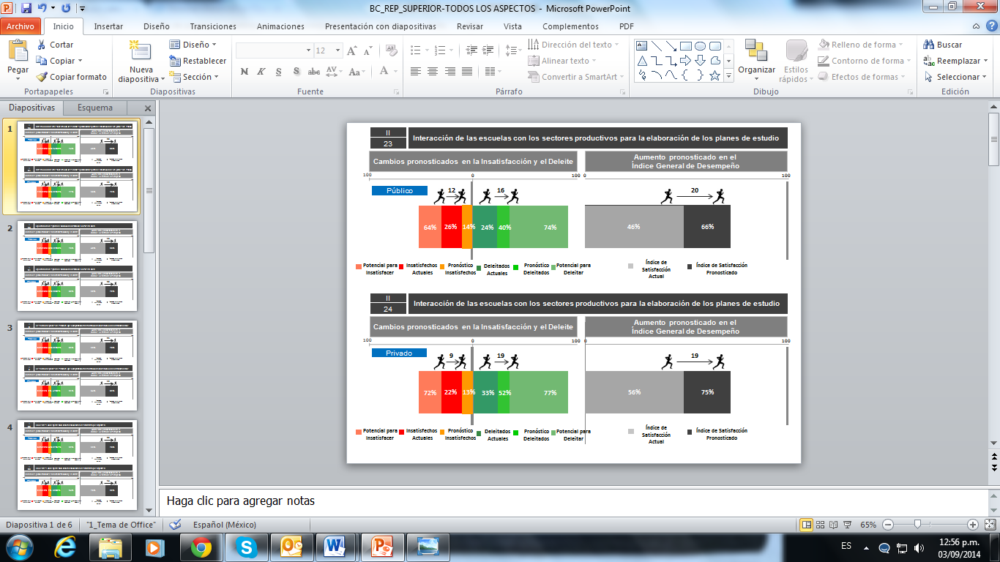 BC_REP_SUPERIOR-TODOS LOS ASPECTOS - Microsoft PowerPoint
Archivo Inicio Insertar Diseño Transiciones Animaciones Presentación con diapositivas Revisar Vista Complementos PDF
Pegar
Cortar
Copiar
Copiar formato
Portapapeles
Nueva
diapositiva
Diseño
Restablecer
Sección
Diapositivas
12
N K S S abc AV Aa A
Fuente
Dirección del texto
Alinear texto
Convertir a SmartArt
Párrafo
Organizar
Estilos
rápidos
Relleno de forma
Contorno de forma
Efectos de formas
Dibujo
Buscar
Reemplazar
Seleccionar
Edición
Diapositivas Esquema
1
2
3
4
II
23
Interacción de las escuelas con los sectores productivos para la elaboración de los planes de estudio
Cambios pronosticados en la Insatisfacción y el Deleite
Aumento pronosticado en el
Índice General de Desempeño
100 0 100 0 100
Público
12 16 20
64% 26% 14% 24% 40% 74% 46% 66%
Potencial para
Insatisfacer
Insatisfechos
Actuales
Pronóstico
Insatisfechos
Deleitados
Actuales
Pronóstico
Deleitados
Potencial para
Deleitar
Índice de
Satisfacción
Actual
Índice de Satisfacción
Pronosticado
II
24
Interacción de las escuelas con los sectores productivos para la elaboración de los planes de estudio
Cambios pronosticados en la Insatisfacción y el Deleite
Aumento pronosticado en el
Índice General de Desempeño
100 0 100 0 100
Privado
9 19 19
72% 22% 13% 33% 52% 77% 56% 75%
Potencial para
Insatisfacer
Insatisfechos
Actuales
Pronóstico
Insatisfechos
Deleitados
Actuales
Pronóstico
Deleitados
Potencial para
Deleitar
Índice de
Satisfacción
Actual
Índice de Satisfacción
Pronosticado
Haga clic para agregar notas
Diapositiva 1 de 6 "1_Tema de Office" Español (México) 65%
ES
12:56 p.m.
03/09/2014